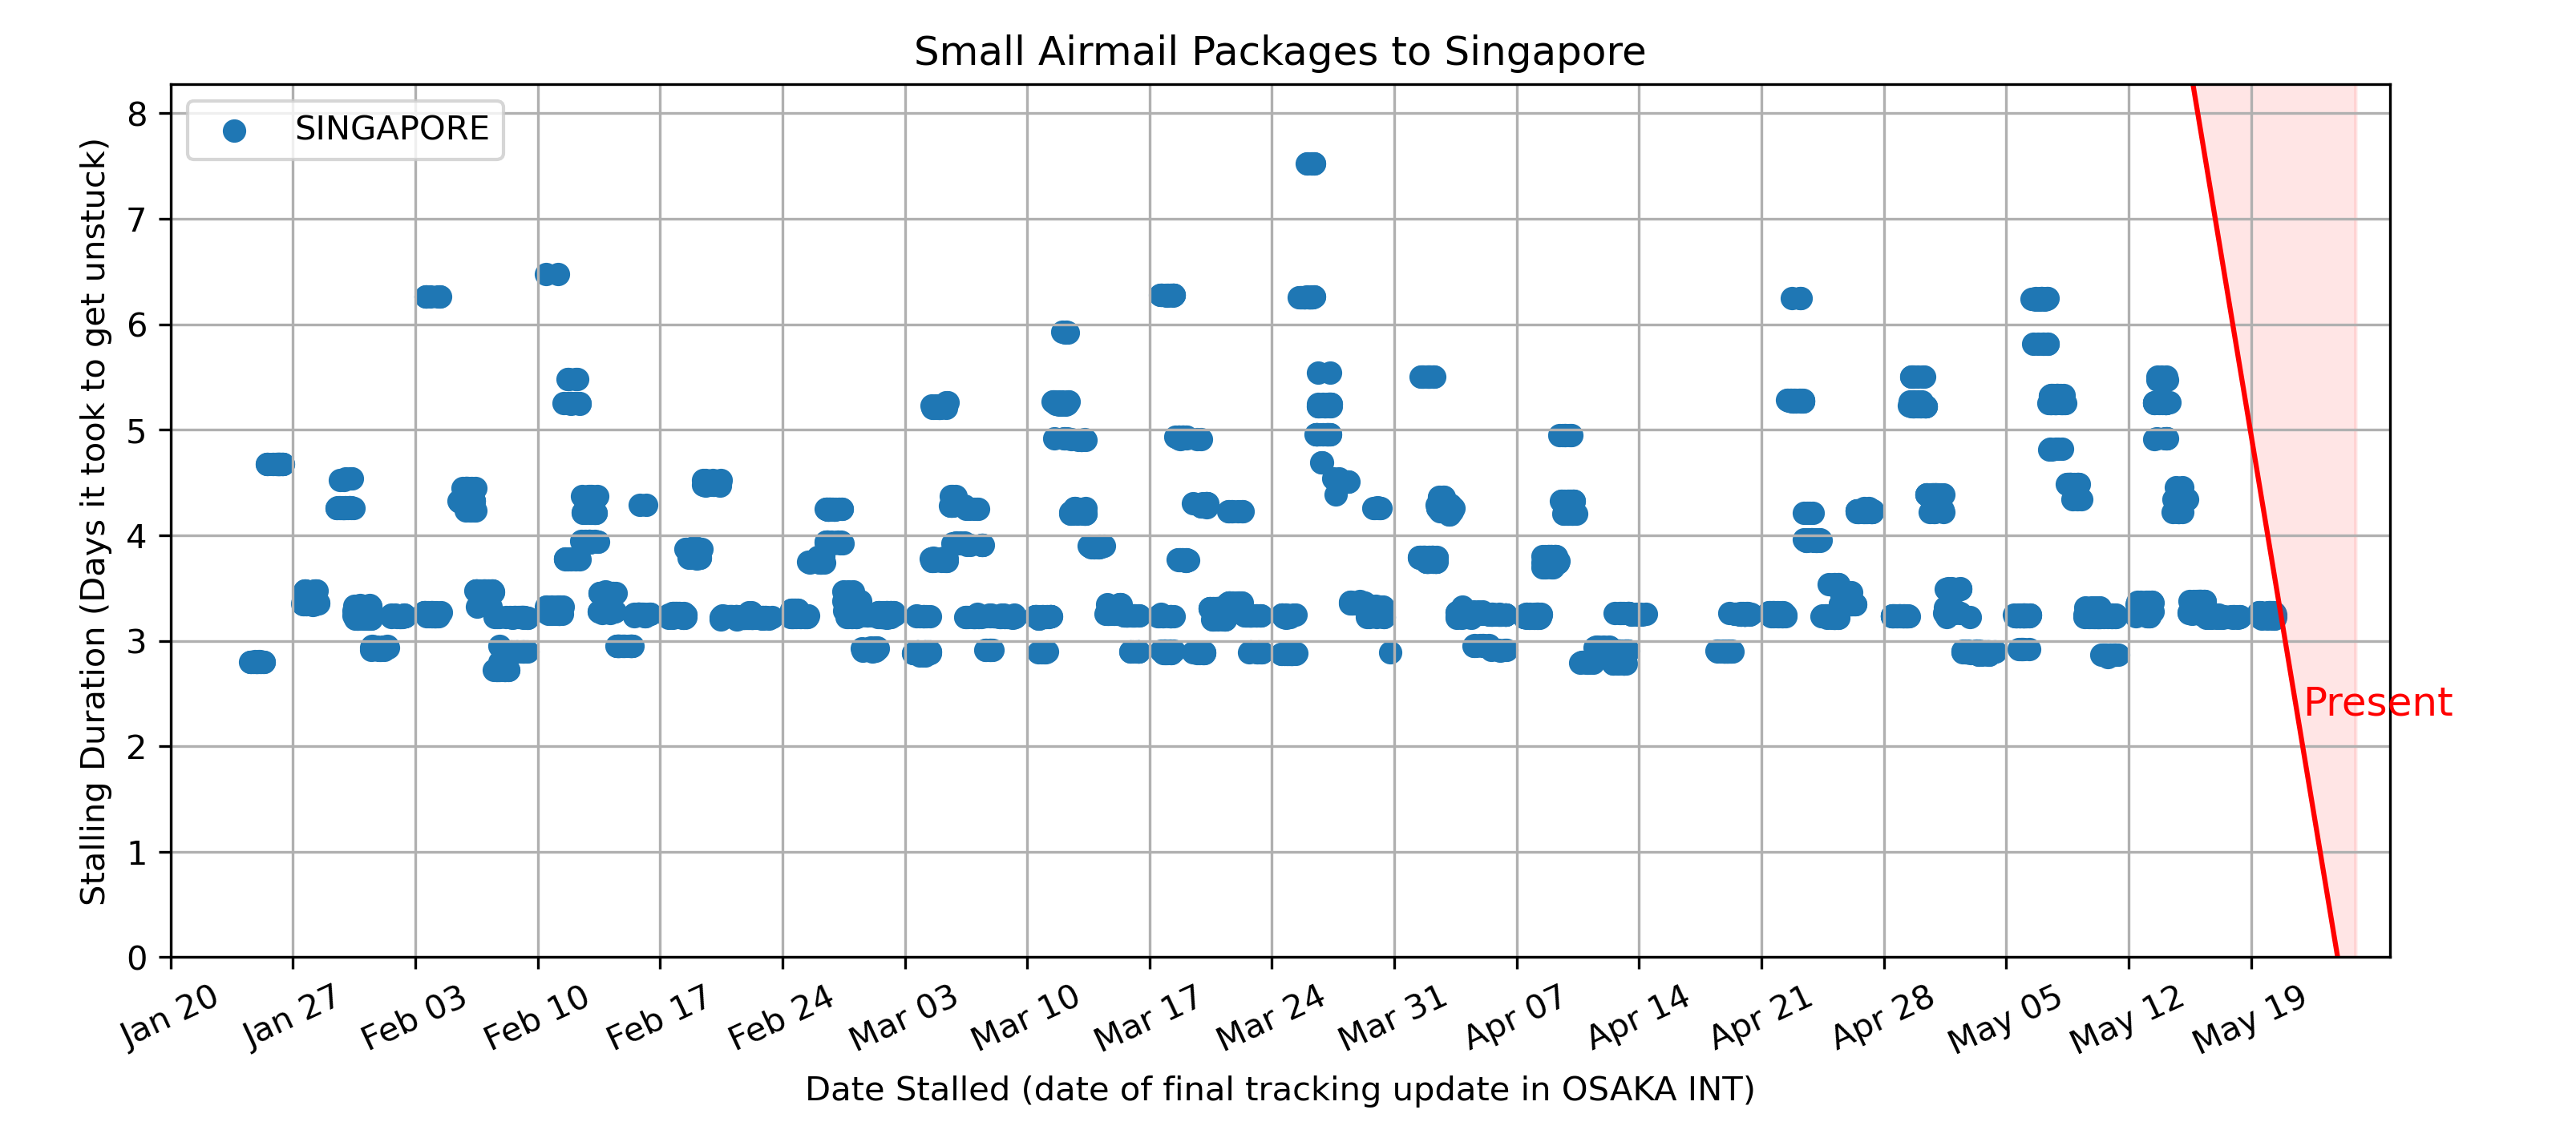 Small Airmail Packages to Singapore
SINGAPORE
Stalling Duration (Days it took to get unstuck)
8
7
6
5
4
3
2
1
0
Present
Jan 20
Jan 27
Feb 03
Feb 10
Feb 17
Feb 24
Mar 03
Mar 10
Mar 17
Mar 24
Mar 31
Apr 07
Apr 14
Apr 21
Apr 28
May 05
May 12
May 19
Date Stalled (date of final tracking update in OSAKA INT)